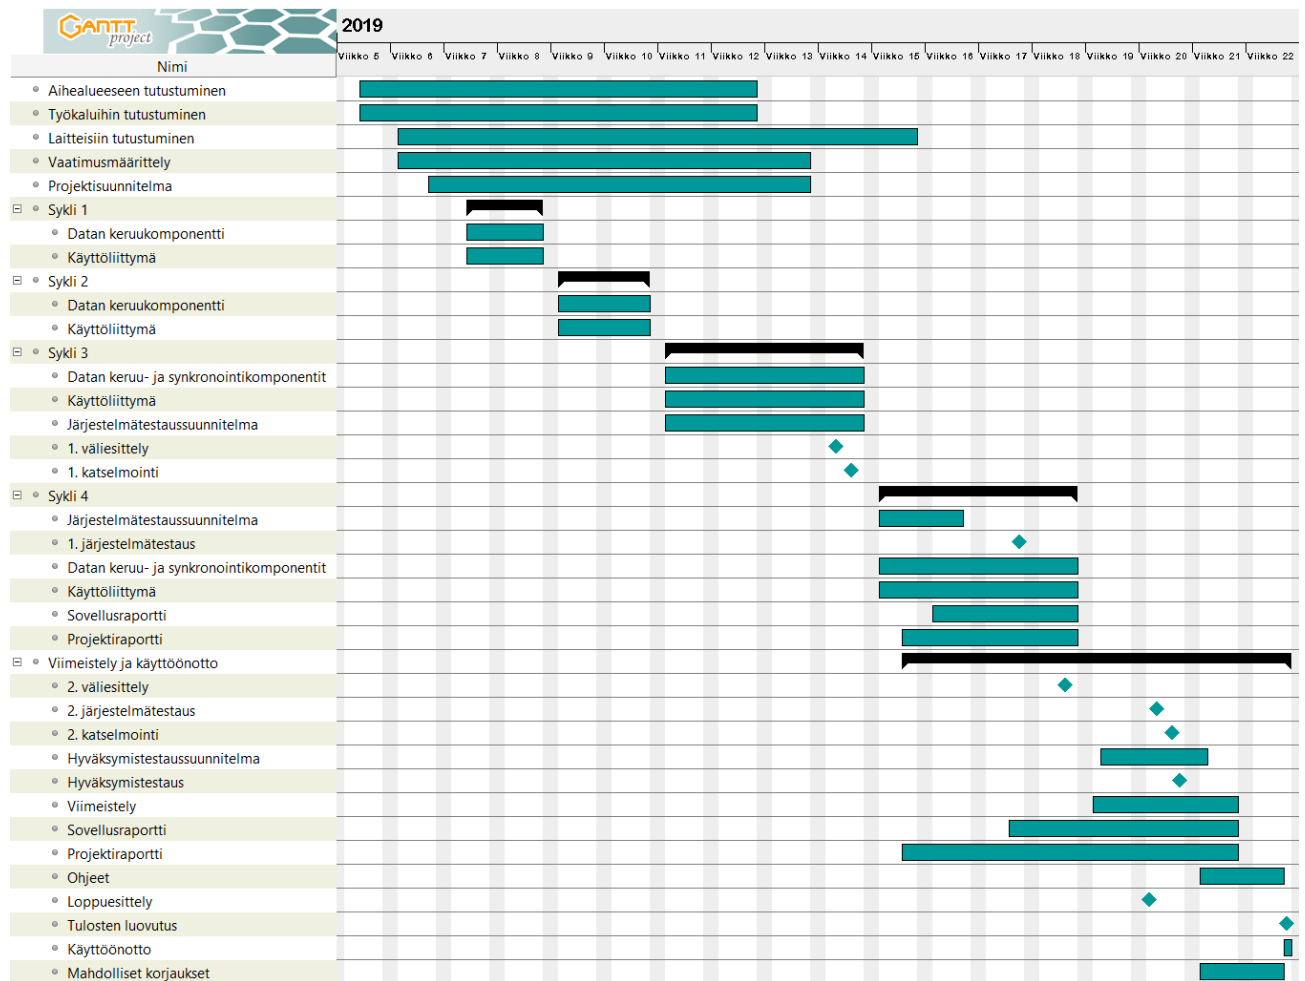 GANTT
project
2019
Viikko 5 Viikko 6 Viikko 7 Viikko 8 Viikko 9 Viikko 10 Viikko 11 Viikko 12 Viikko 13 Viikko 14 Viikko 15 Viikko 16 Viikko 17 Viikko 18 Viikko 19 Viikko 20 Viikko 21 Viikko 22
Nimi
Aihealueeseen tutustuminen
Työkaluihin tutustuminen
Laitteisiin tutustuminen
Vaatimusmäärittely
Projektisuunnitelma
Sykli 1
Datan keruukomponentti
Käyttöliittymä
Sykli 2
Datan keruukomponentti
Käyttöliittymä
Sykli 3
Datan keruu- ja synkronointikomponentit
Käyttöliittymä
Järjestelmätestaussuunnitelma
1. väliesittely
1. katselmointi
Sykli 4
Järjestelmätestaussuunnitelma
1. järjestelmätestaus
Datan keruu- ja synkronointikomponentit
Käyttöliittymä
Sovellusraportti
Projektiraportti
Viimeistely ja käyttöönotto
2. väliesittely
2. järjestelmätestaus
2. katselmointi
Hyväksymistestaussuunnitelma
Hyväksymistestaus
Viimeistely
Sovellusraportti
Projektiraportti
Ohjeet
Loppuesittely
Tulosten luovutus
Käyttöönotto
Mahdolliset korjaukset